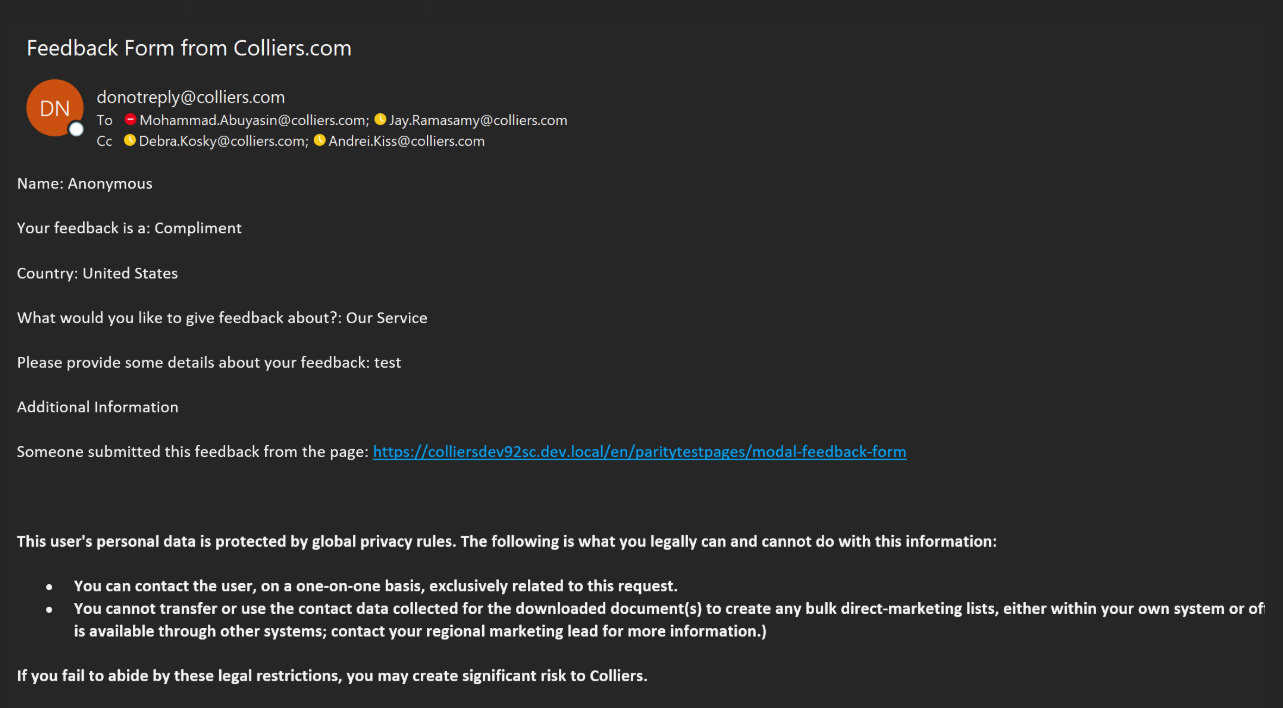 Feedback Form from Colliers.com
DN
donotreply@colliers.com
To Mohammad.Abuyasin@colliers.com; Jay.Ramasamy@colliers.com
Cc Debra.Kosky@colliers.com; Andrei.Kiss@colliers.com
Name: Anonymous
Your feedback is a: Compliment
Country: United States
What would you like to give feedback about?: Our Service
Please provide some details about your feedback: test
Additional Information
Someone submitted this feedback from the page: https://colliersdev92sc.dev.local/en/paritytestpages/modal-feedback-form
This user's personal data is protected by global privacy rules. The following is what you legally can and cannot do with this information:
• You can contact the user, on a one-on-one basis, exclusively related to this request.
• You cannot transfer or use the contact data collected for the downloaded document(s) to create any bulk direct-marketing lists, either within your own system or
is available through other systems; contact your regional marketing lead for more information.)
If you fail to abide by these legal restrictions, you may create significant risk to Colliers.